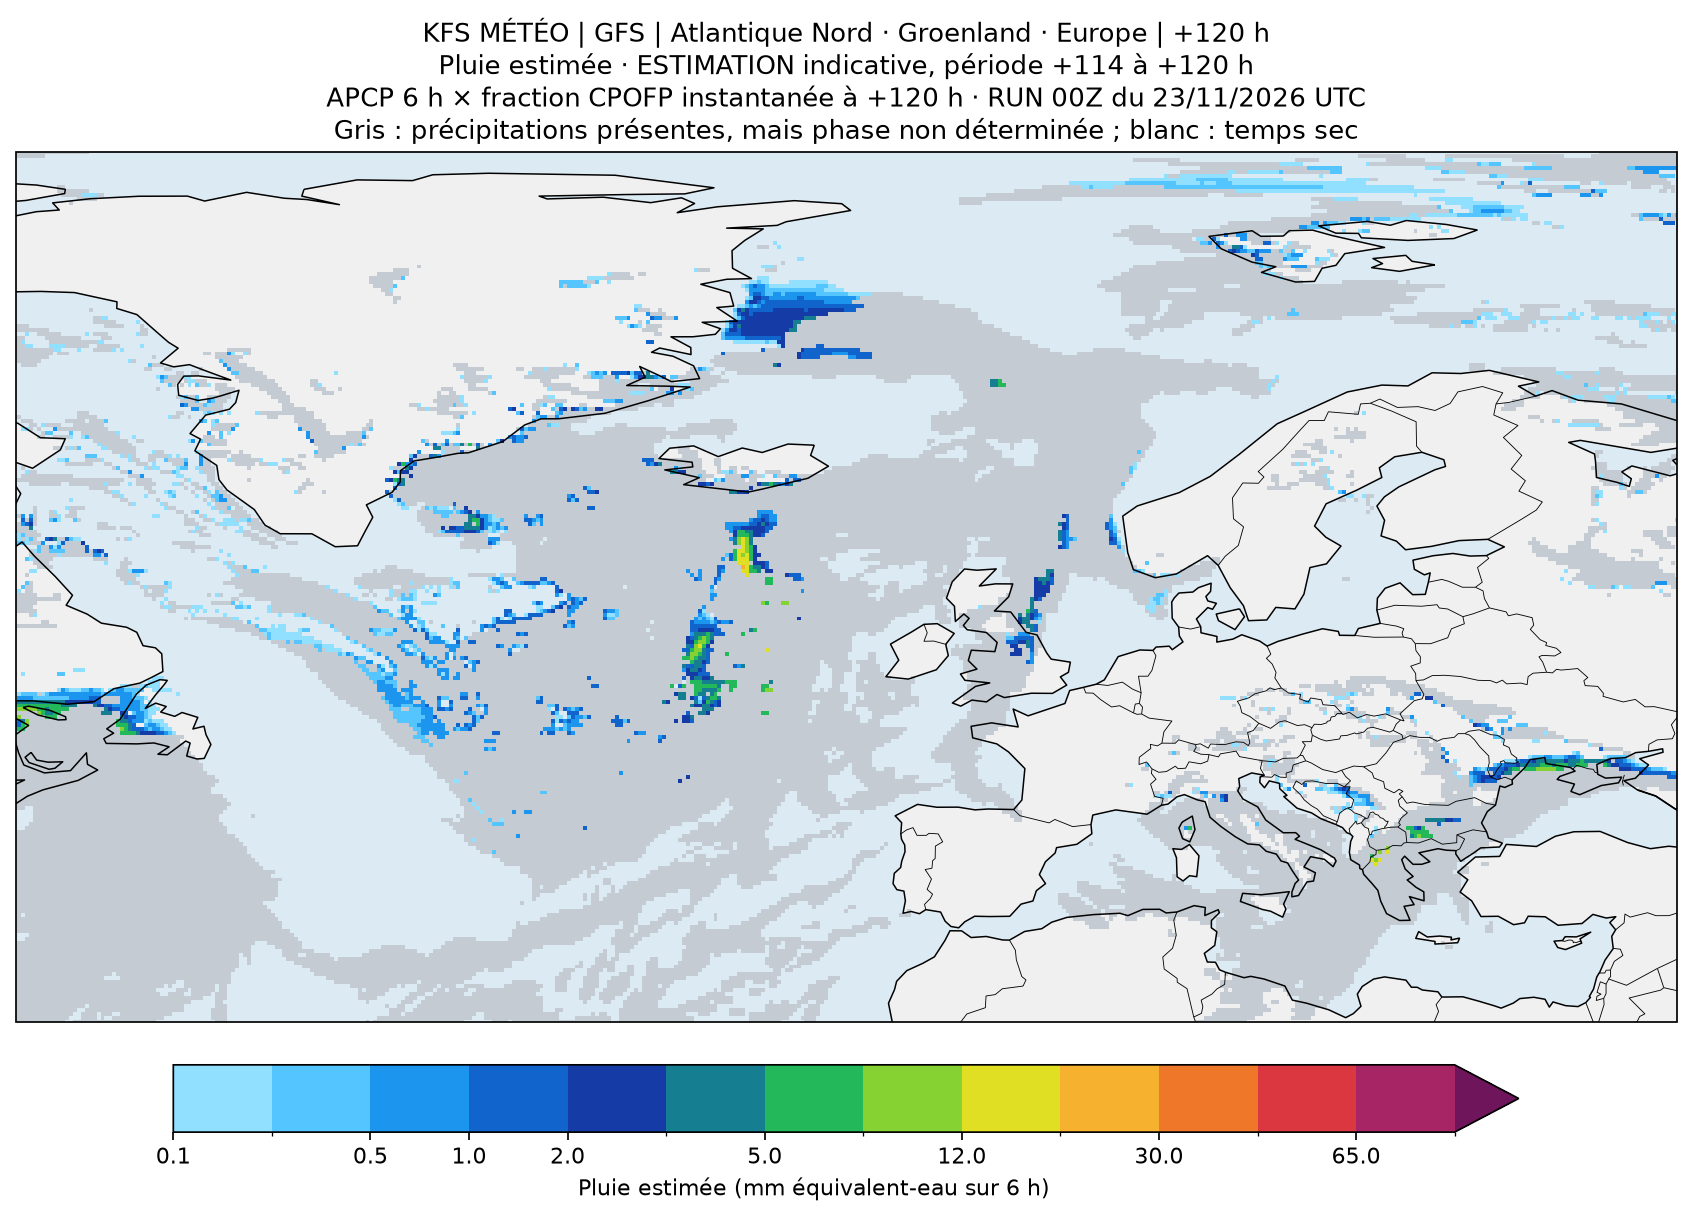 KFS MÉTÉO | GFS | Atlantique Nord · Groenland · Europe | +120 h
Pluie estimée · ESTIMATION indicative, période +114 à +120 h
APCP 6 h × fraction CPOFP instantanée à +120 h · RUN 00Z du 23/11/2026 UTC
Gris : précipitations présentes, mais phase non déterminée ; blanc : temps sec
0.1 0.5 1.0 2.0 5.0 12.0 30.0 65.0
Pluie estimée (mm équivalent-eau sur 6 h)